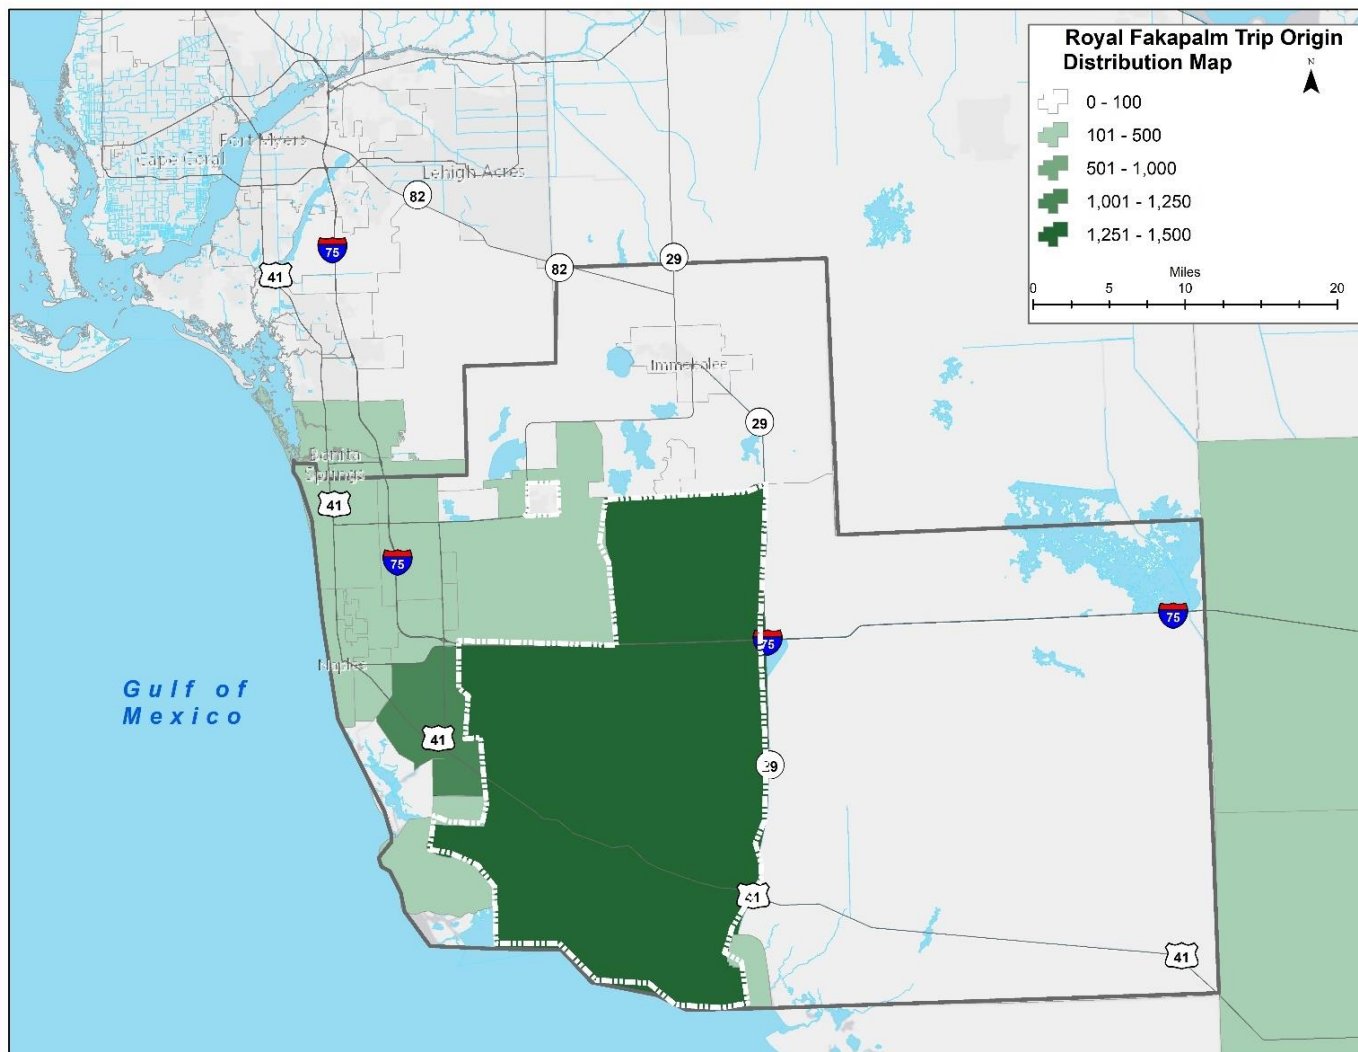 Royal Fakapalm Trip Origin
Distribution Map
N
0 - 100
101 - 500
501 - 1,000
1,001 - 1,250
1,251 - 1,500
Miles
0 5 10 20
Fort Myers
Cape Coral
Lehigh Acres
82
75
41
82
29
Immokalee
29
Bonita
Springs
41
75
75
75
Naples
Gulf of
Mexico
41
29
41
41